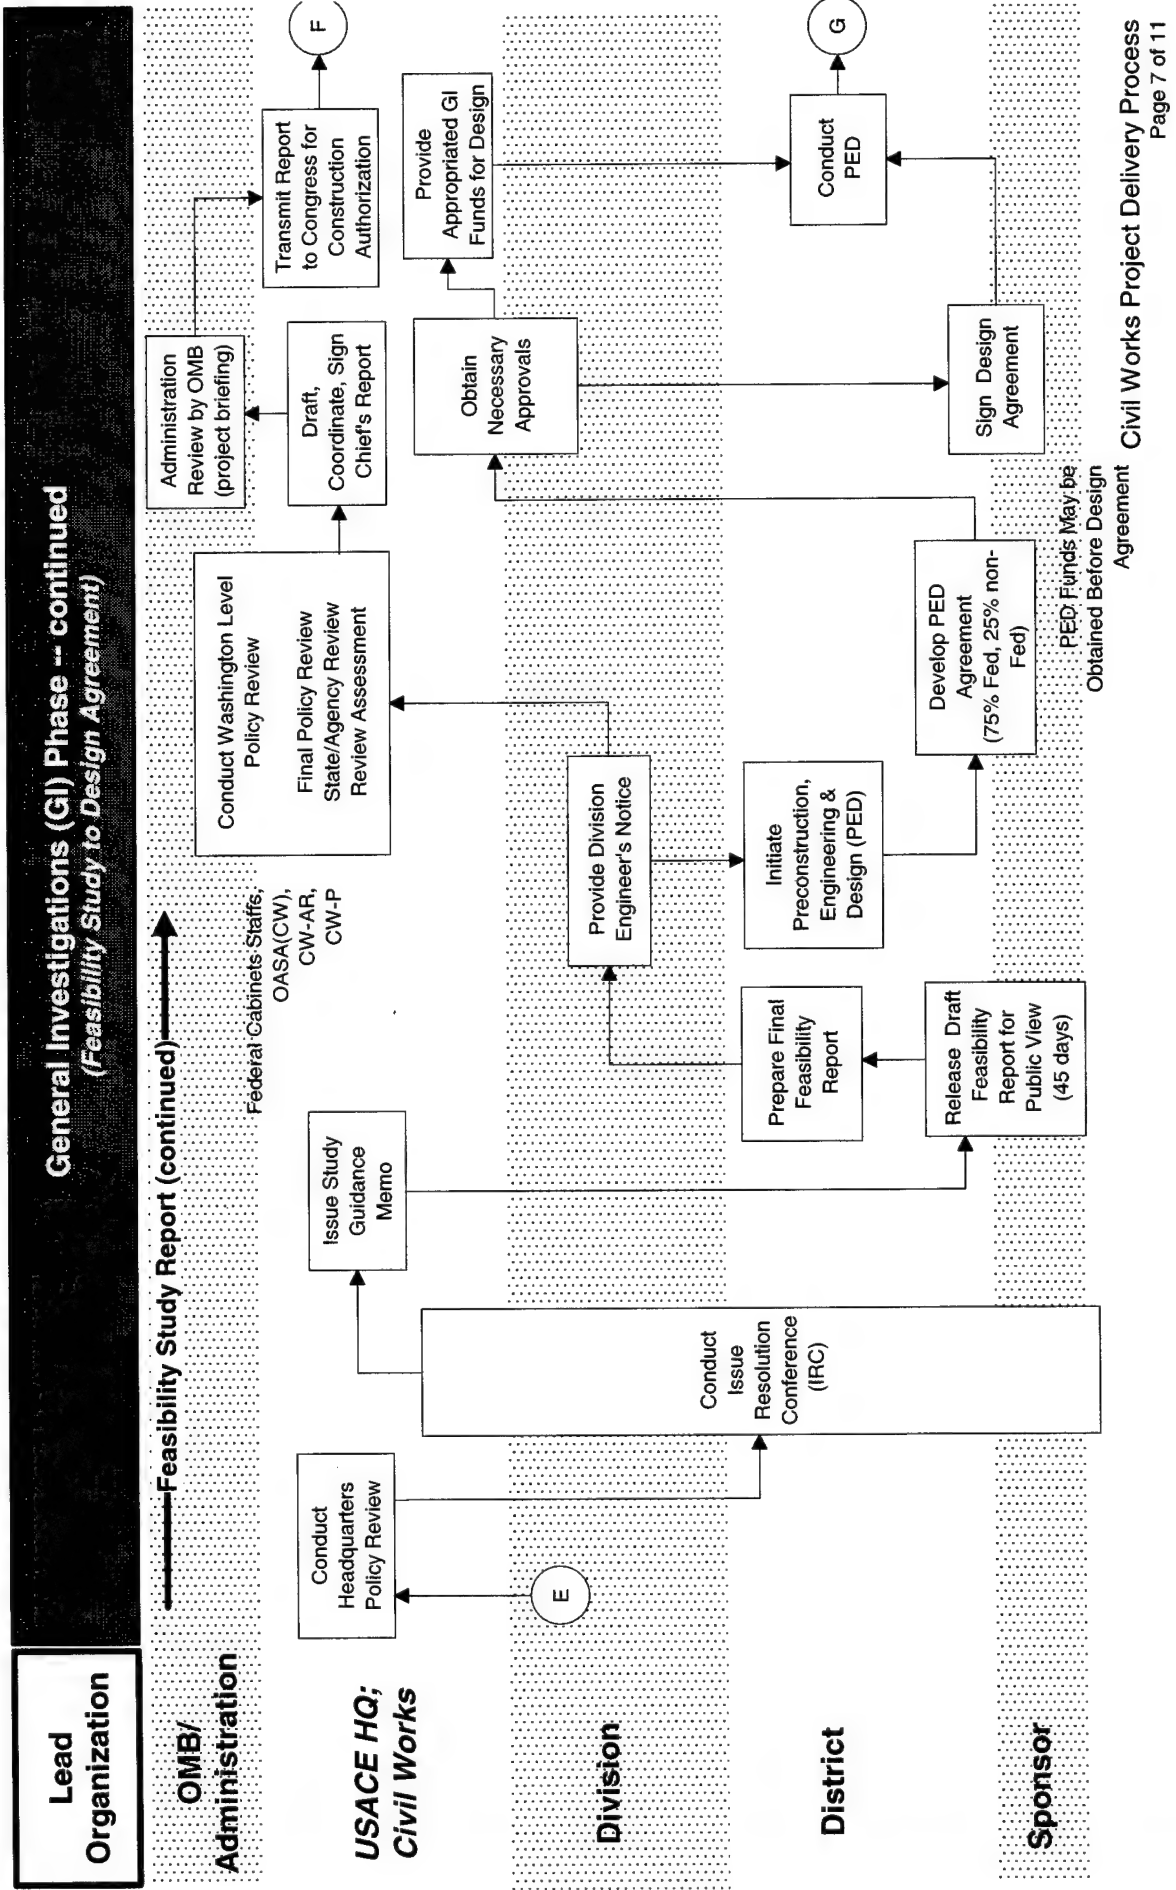 General Investigations (GI) Phase -- continued
(Feasibility Study to Design Agreement)
Lead
Organization
OMB/
Administration
USACE HQ;
Civil Works
Division
District
Sponsor
Feasibility Study Report (continued)
Federal Cabinets Staffs,
OASA(CW),
CW-AR,
CW-P
E
Conduct
Headquarters
Policy Review
Conduct
Issue
Resolution
Conference
(IRC)
Issue Study
Guidance
Memo
Release Draft
Feasibility
Report for
Public View
(45 days)
Prepare Final
Feasibility
Report
Provide Division
Engineer's Notice
Initiate
Preconstruction,
Engineering &
Design (PED)
Conduct Washington Level
Policy Review
Final Policy Review
State/Agency Review
Review Assessment
Develop PED
Agreement
(75% Fed, 25% non-
Fed)
PED Funds May be
Obtained Before Design
Agreement
Draft,
Coordinate, Sign
Chief's Report
Administration
Review by OMB
(project briefing)
Obtain
Necessary
Approvals
Sign Design
Agreement
Transmit Report
to Congress for
Construction
Authorization
Provide
Appropriated GI
Funds for Design
Conduct
PED
F
G
Civil Works Project Delivery Process
Page 7 of 11